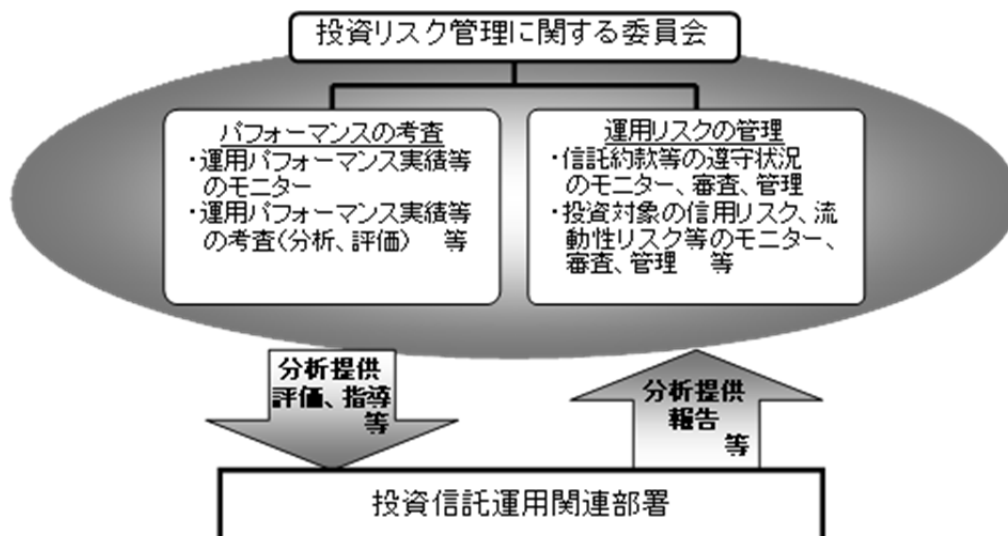 投資リスク管理に関する委員会
パフォーマンスの考査
・運用パフォーマンス実績等
のモニター
・運用パフォーマンス実績等
の考査(分析、評価) 等
運用リスクの管理
・信託約款等の遵守状況
のモニター、審査、管理
・投資対象の信用リスク、流
動性リスク等のモニター、
審査、管理 等
分析提供
評価、指導
等
分析提供
報告
等
投資信託運用関連部署